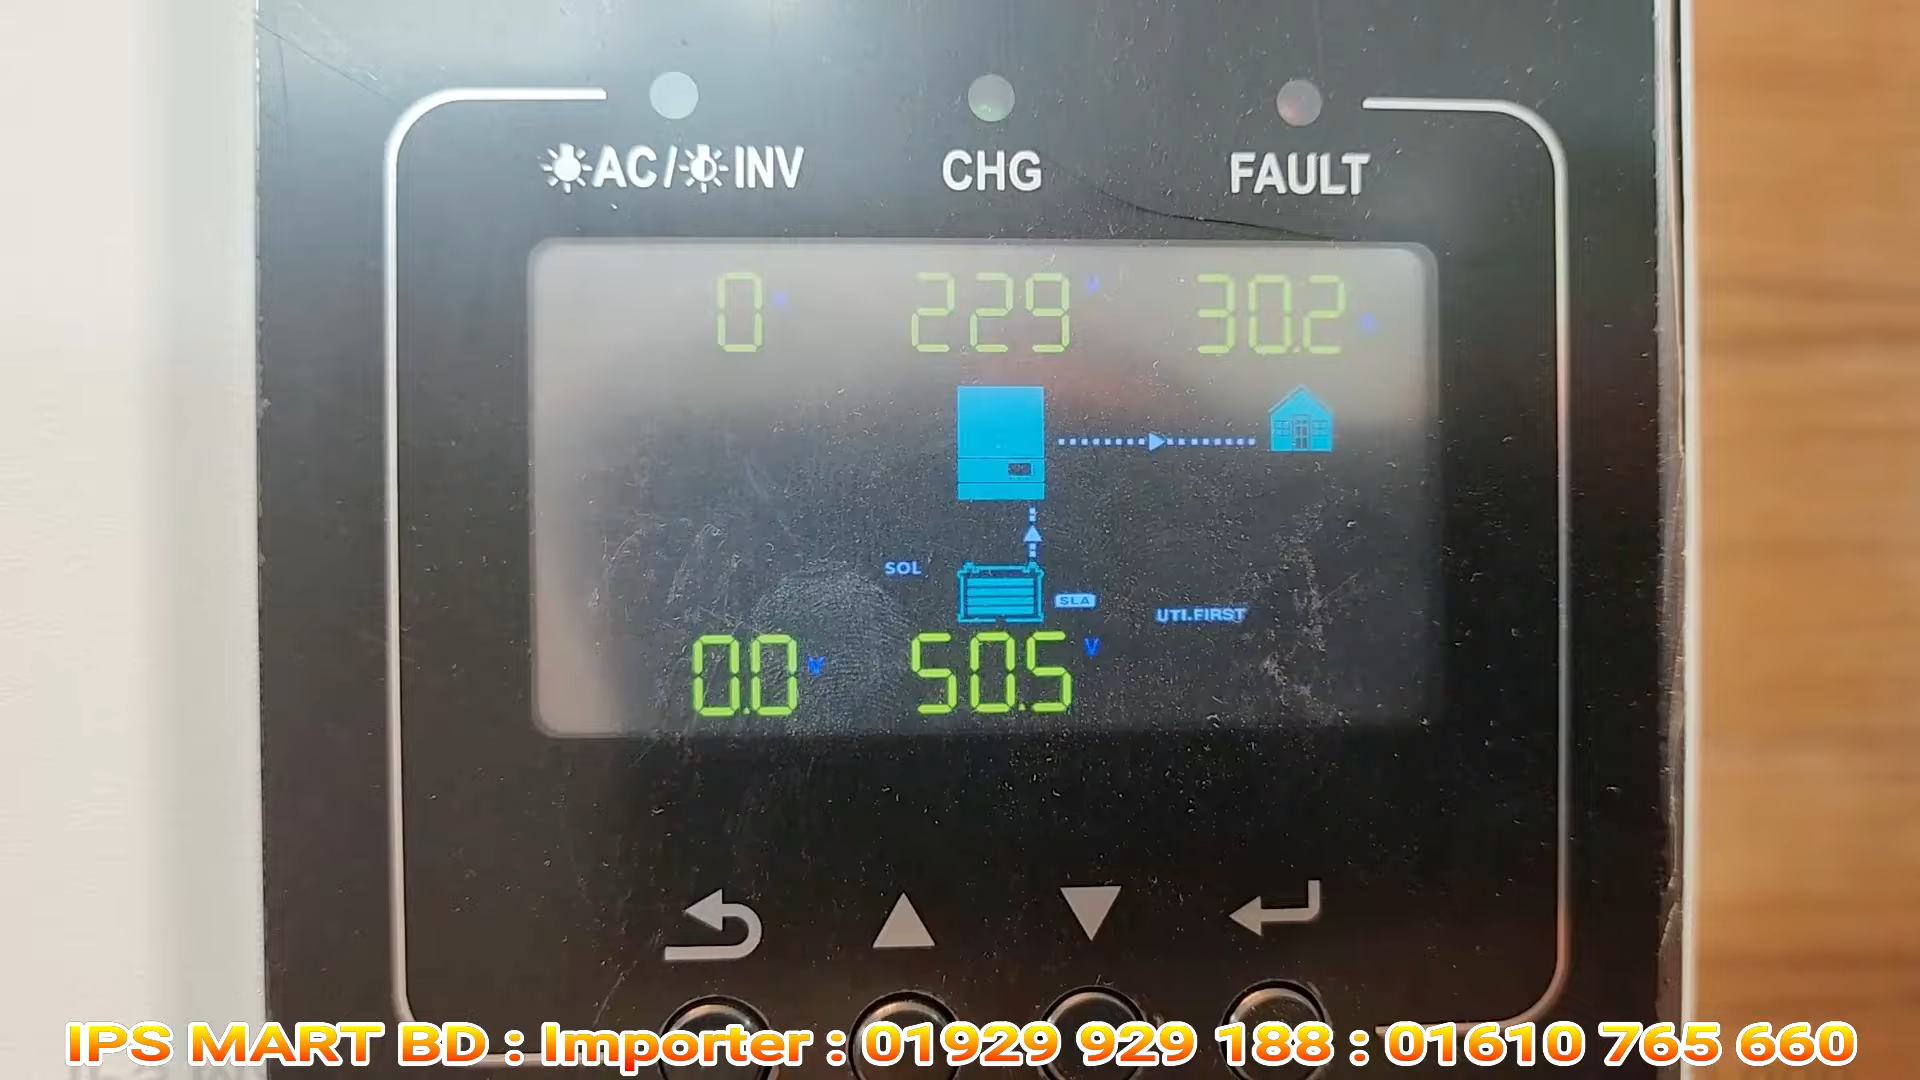 AC/ INV
CHG
FAULT
0
229 V
30.2
SOL
SLA
UTI.FIRST
0.0 W
50.5 V
IPS MART BD : Importer : 01929 929 188 : 01610 765 660